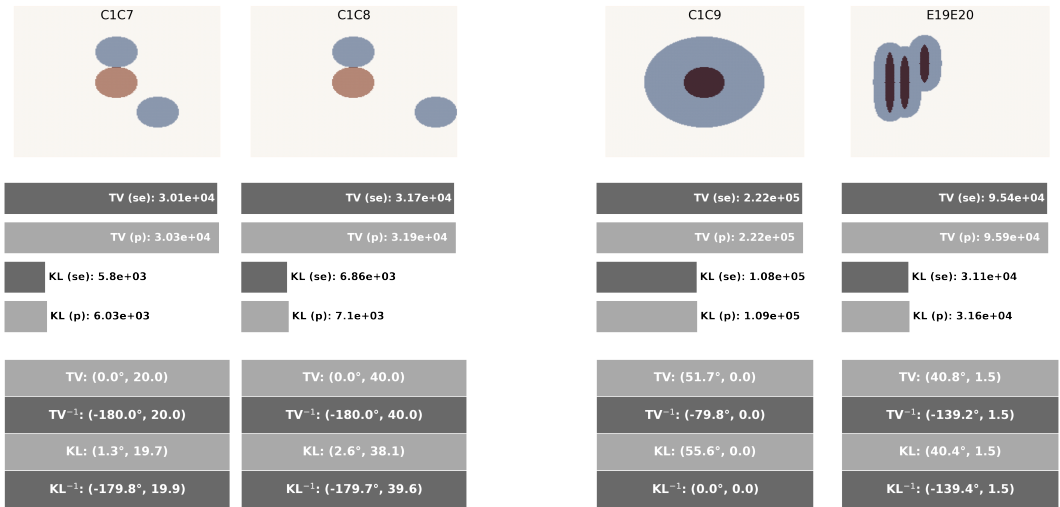 C1C7
C1C8
C1C9
E19E20
TV (se): 3.01e+04
TV (se): 3.17e+04
TV (se): 2.22e+05
TV (se): 9.54e+04
TV (p): 3.03e+04
TV (p): 3.19e+04
TV (p): 2.22e+05
TV (p): 9.59e+04
KL (se): 5.8e+03
KL (se): 6.86e+03
KL (se): 1.08e+05
KL (se): 3.11e+04
KL (p): 6.03e+03
KL (p): 7.1e+03
KL (p): 1.09e+05
KL (p): 3.16e+04
TV: (0.0°, 20.0)
TV: (0.0°, 40.0)
TV: (51.7°, 0.0)
TV: (40.8°, 1.5)
TV⁻¹: (-180.0°, 20.0)
TV⁻¹: (-180.0°, 40.0)
TV⁻¹: (-79.8°, 0.0)
TV⁻¹: (-139.2°, 1.5)
KL: (1.3°, 19.7)
KL: (2.6°, 38.1)
KL: (55.6°, 0.0)
KL: (40.4°, 1.5)
KL⁻¹: (-179.8°, 19.9)
KL⁻¹: (-179.7°, 39.6)
KL⁻¹: (0.0°, 0.0)
KL⁻¹: (-139.4°, 1.5)